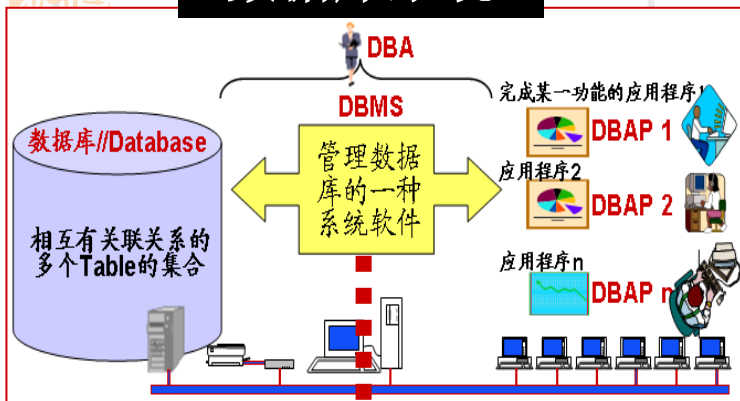 DBA
DBMS
数据库//Database
相互有关联关系的
多个Table的集合
管理数据
库的一种
系统软件
完成某一功能的应用程序1
DBAP 1
应用程序2
DBAP 2
应用程序n
DBAP n